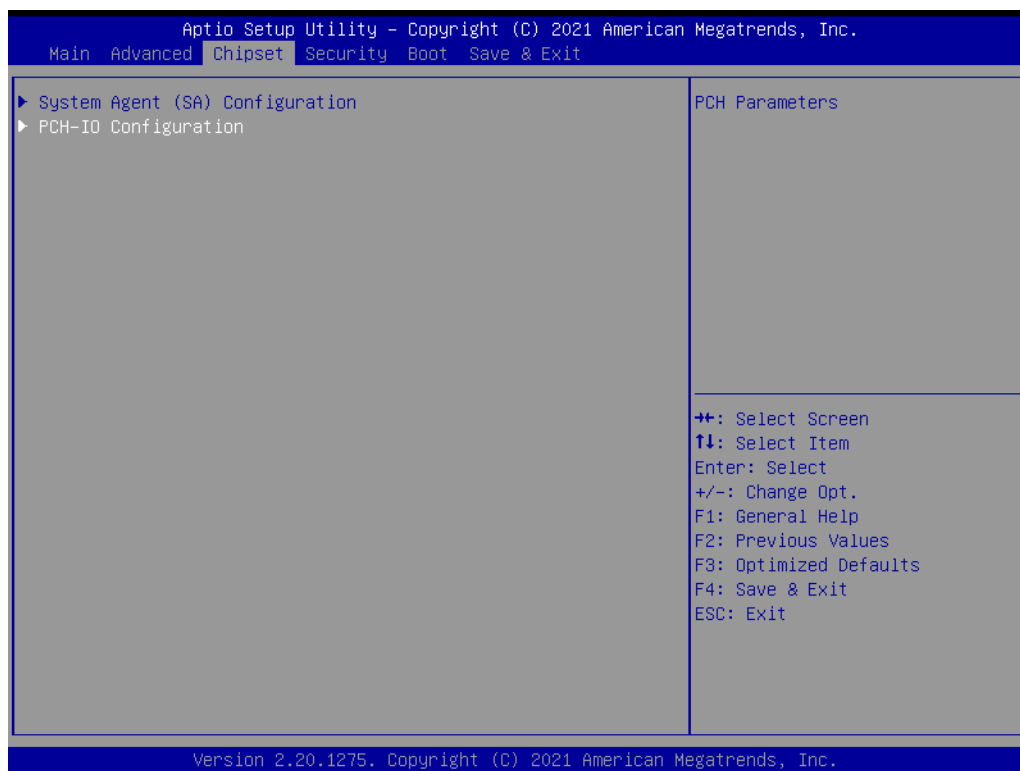 Aptio Setup Utility – Copyright (C) 2021 American Megatrends, Inc.
Main Advanced Chipset Security Boot Save & Exit
▶ System Agent (SA) Configuration
▶ PCH-IO Configuration
PCH Parameters
→←: Select Screen
↑↓: Select Item
Enter: Select
+/-: Change Opt.
F1: General Help
F2: Previous Values
F3: Optimized Defaults
F4: Save & Exit
ESC: Exit
Version 2.20.1275. Copyright (C) 2021 American Megatrends, Inc.